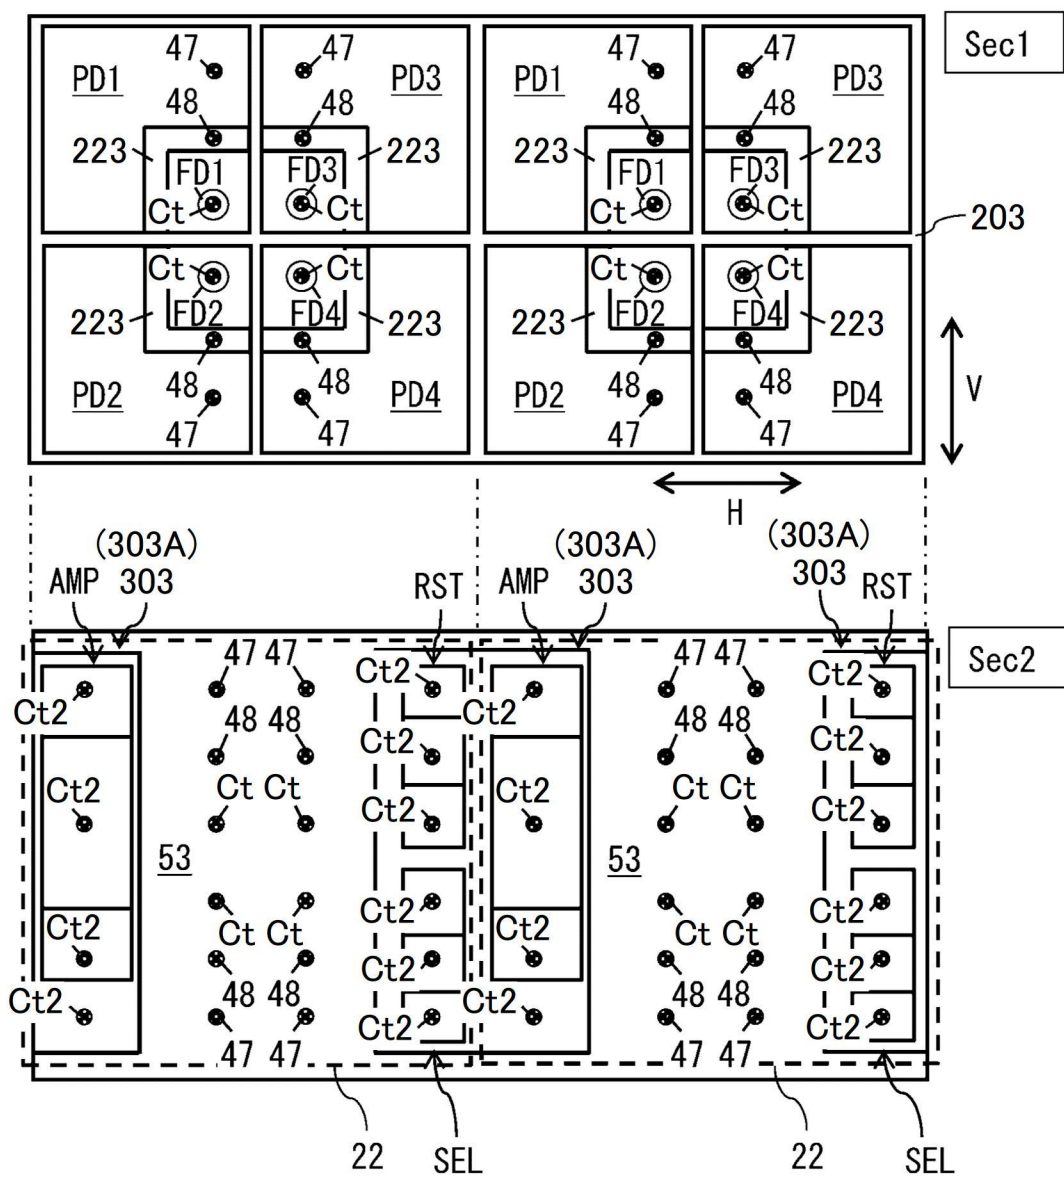 47 47 47 47 Sec1
PD1 PD3 PD1 PD3
48 48 48 48
223 223 223 223
FD1 FD3 FD1 FD3
Ct Ct Ct Ct
203
Ct Ct Ct Ct
FD2 FD4 FD2 FD4
223 223 223 223
48 48 48 48
PD2 PD4 PD2 PD4 V
47 47 47 47
H
(303A) (303A) (303A)
AMP 303 RST AMP 303 303 RST
47 47 47 47 Sec2
Ct2 Ct2
Ct2 Ct2
48 48 48 48
Ct2 Ct2
Ct2 Ct Ct Ct2 Ct Ct
Ct2 Ct2
53 53
Ct2 Ct2
Ct2 Ct Ct Ct2 Ct Ct
Ct2 Ct2
Ct2 48 48 Ct2 48 48
Ct2 Ct2
47 47 47 47
22 SEL 22 SEL